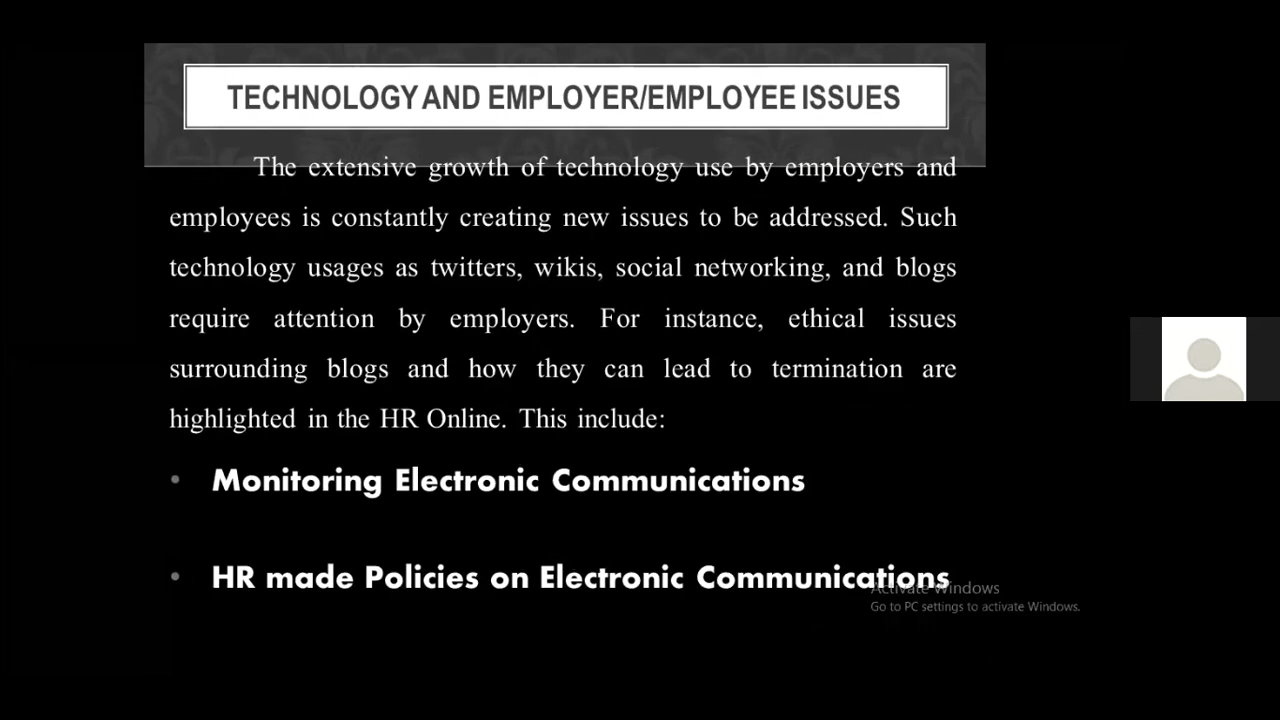 TECHNOLOGY AND EMPLOYER/EMPLOYEE ISSUES
The extensive growth of technology use by employers and
employees is constantly creating new issues to be addressed. Such
technology usages as twitters, wikis, social networking, and blogs
require attention by employers. For instance, ethical issues
surrounding blogs and how they can lead to termination are
highlighted in the HR Online. This include:
• Monitoring Electronic Communications
• HR made Policies on Electronic Communications
Activate Windows
Go to PC settings to activate Windows.